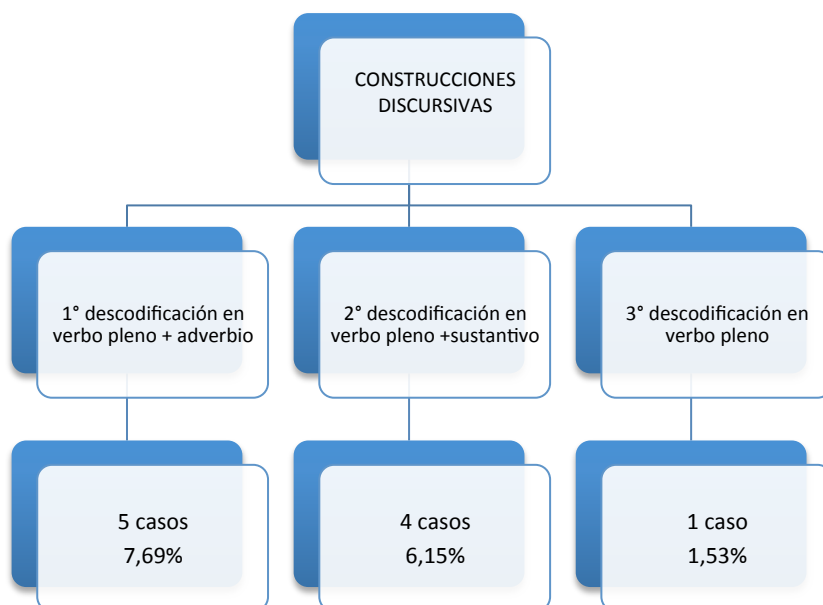 CONSTRUCCIONES
DISCURSIVAS
1° descodificación en
verbo pleno + adverbio
2° descodificación en
verbo pleno +sustantivo
3° descodificación en
verbo pleno
5 casos
7,69%
4 casos
6,15%
1 caso
1,53%